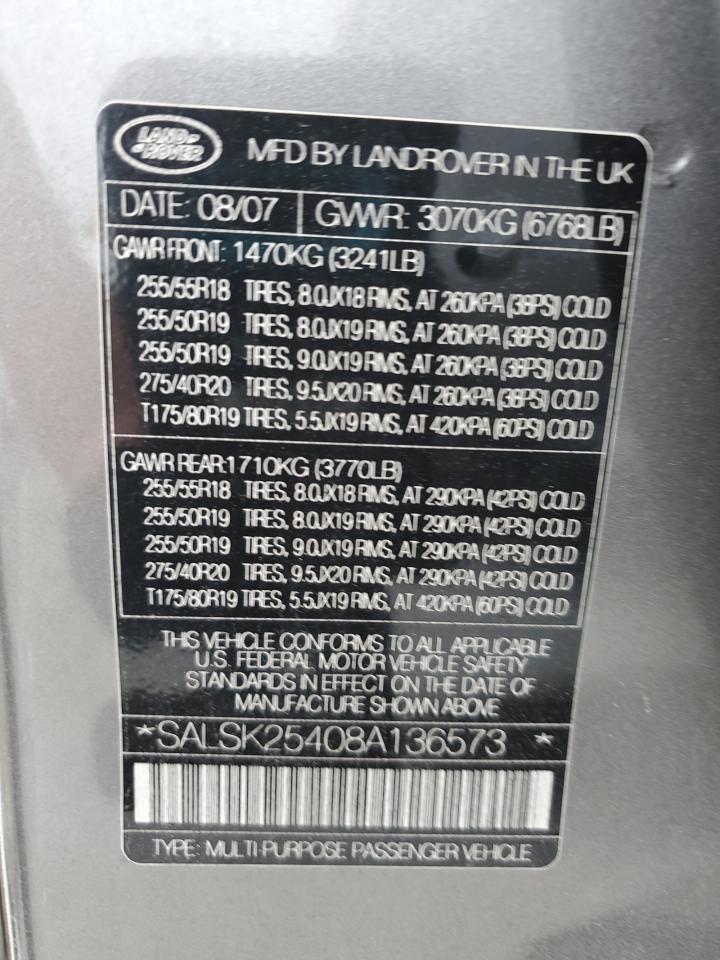 LAND-
-ROVER
MFD BY LANDROVER IN THE UK
DATE: 08/07 GVWR: 3070KG (6768LB)
GAWR FRONT: 1470KG (3241LB)
255/55R18 TIRES, 8.0JX18 RIMS, AT 260KPA (38PSI) COLD
255/50R19 TIRES, 8.0JX19 RIMS, AT 260KPA (38PSI) COLD
255/50R19 TIRES, 9.0JX19 RIMS, AT 260KPA (38PSI) COLD
275/40R20 TIRES, 9.5JX20 RIMS, AT 260KPA (38PSI) COLD
T175/80R19 TIRES, 5.5JX19 RIMS, AT 420KPA (60PSI) COLD
GAWR REAR:1710KG (3770LB)
255/55R18 TIRES, 8.0JX18 RIMS, AT 290KPA (42PSI) COLD
255/50R19 TIRES, 8.0JX19 RIMS, AT 290KPA (42PSI) COLD
255/50R19 TIRES, 9.0JX19 RIMS, AT 290KPA (42PSI) COLD
275/40R20 TIRES, 9.5JX20 RIMS, AT 290KPA (42PSI) COLD
T175/80R19 TIRES, 5.5JX19 RIMS, AT 420KPA (60PSI) COLD
THIS VEHICLE CONFORMS TO ALL APPLICABLE
U.S. FEDERAL MOTOR VEHICLE SAFETY
STANDARDS IN EFFECT ON THE DATE OF
MANUFACTURE SHOWN ABOVE
*SALSK25408A136573 *
TYPE: MULTI-PURPOSE PASSENGER VEHICLE